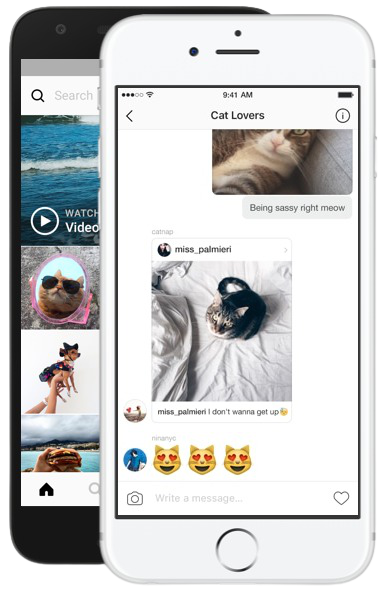 Search
WATCH
Video
9:41 AM
Cat Lovers
Being sassy right meow
catnap
miss_palmieri
miss_palmieri I don't wanna get up
ninanyc
Write a message...